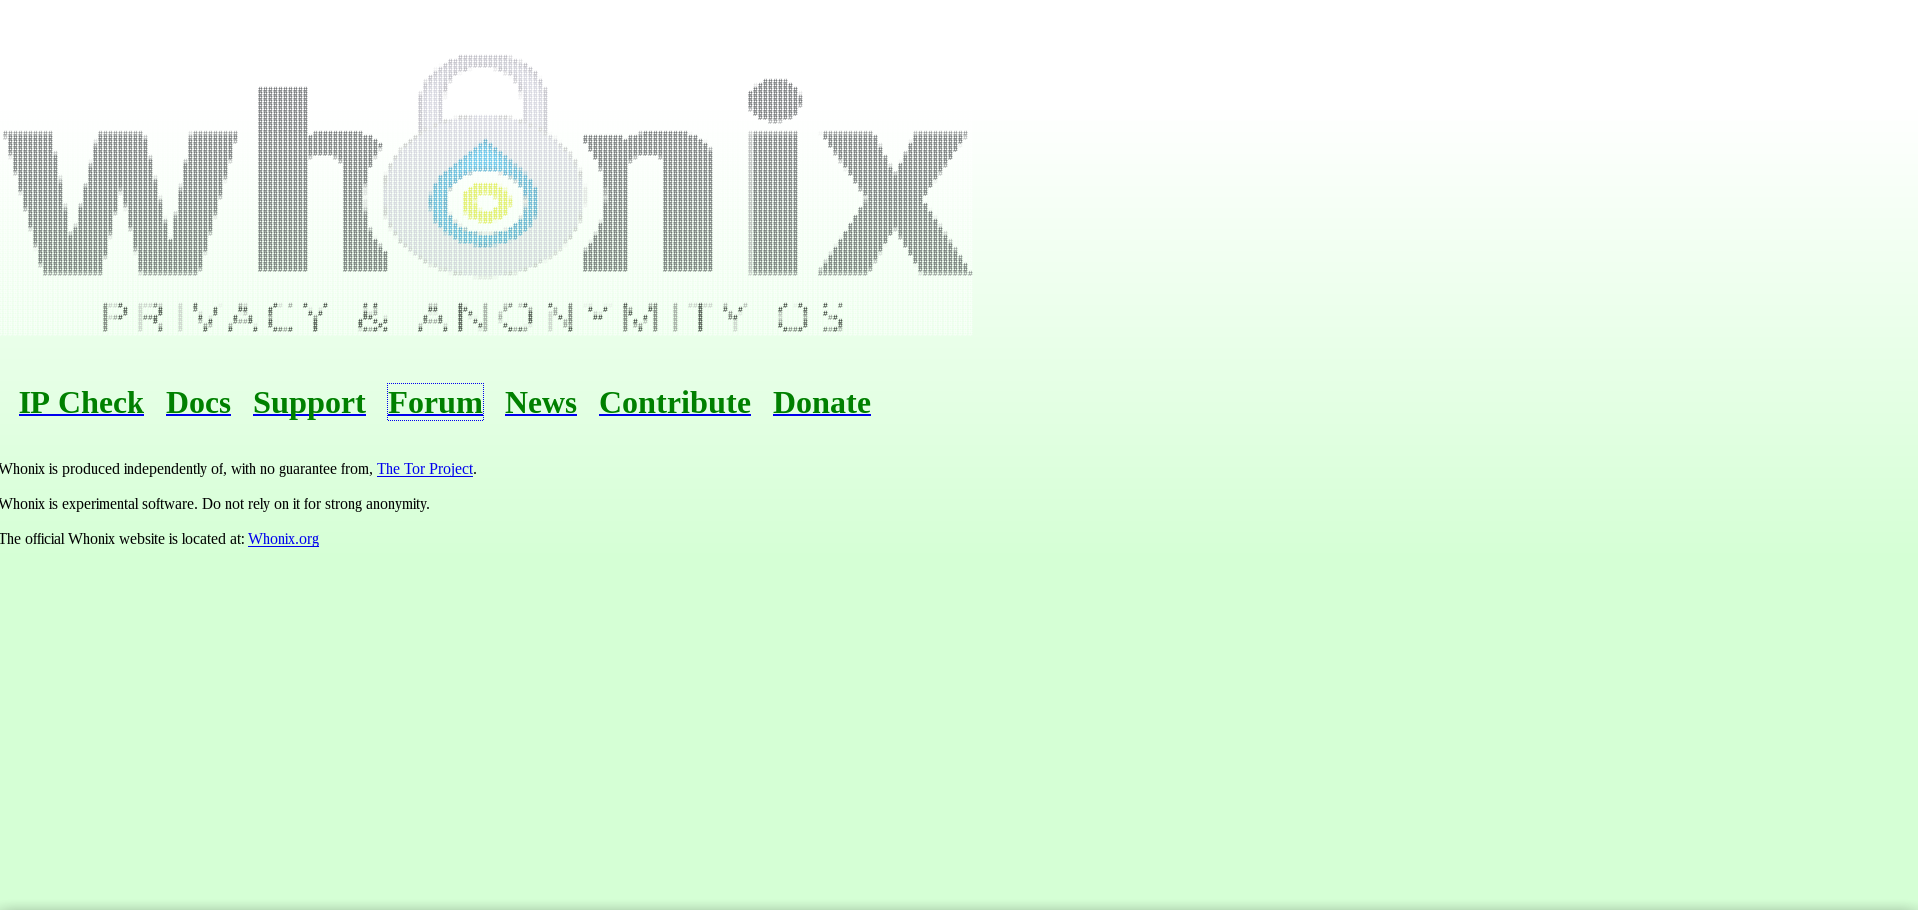 whonix
PRIVACY & ANONYMITY OS
IP Check Docs Support Forum News Contribute Donate
Whonix is produced independently of, with no guarantee from, The Tor Project.
Whonix is experimental software. Do not rely on it for strong anonymity.
The official Whonix website is located at: Whonix.org